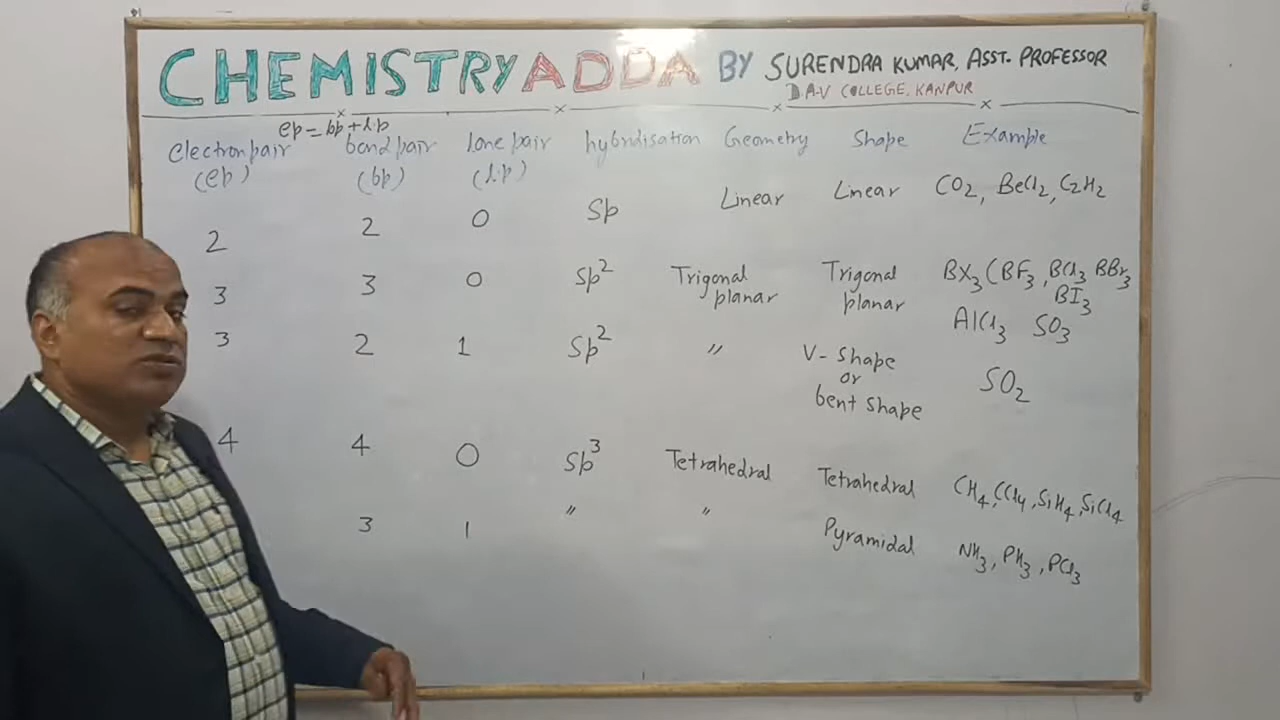 CHEMISTRY ADDA BY SURENDRA KUMAR, ASST. PROFESSOR
D.A.V COLLEGE, KANPUR
ep = bp + l.p
electron pair bond pair lone pair hybridisation Geometry Shape Example
(ep) (bp) (l.p)
2 2 0 sp Linear Linear CO2, BeCl2, C2H2
3 3 0 sp2 Trigonal planar Trigonal planar BX3 (BF3, BCl3 BBr3
BI3
AlCl3 SO3
3 2 1 sp2 " V-Shape
or
bent shape
SO2
4 4 0 sp3 Tetrahedral Tetrahedral CH4, CCl4, SiH4, SiCl4
3 1 " " Pyramidal NH3, PH3, PCl3